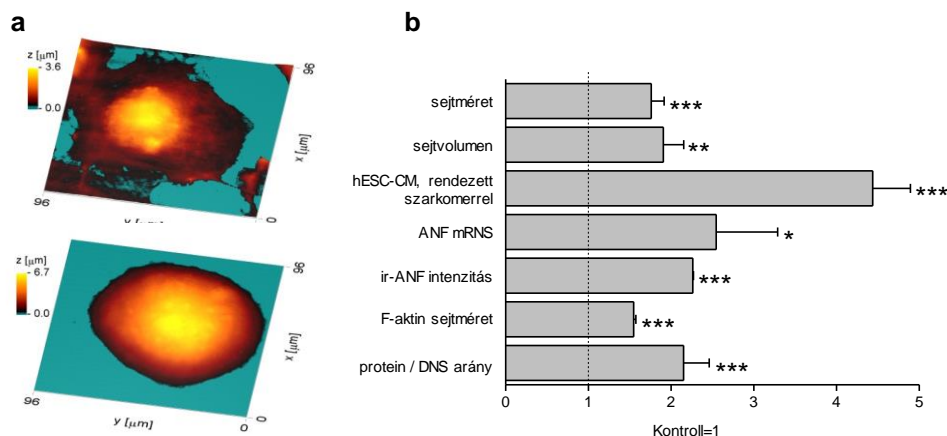 a
z [μm]
3.6
0.0
96
x [μm]
0
y [μm]
96
z [μm]
6.7
0.0
96
x [μm]
0
y [μm]
96
0
b
sejtméret
***
sejtvolumen
**
hESC-CM, rendezett
szarkomerrel
***
ANF mRNS
*
ir-ANF intenzitás
***
F-aktin sejtméret
***
protein / DNS arány
***
0 1 2 3 4 5
Kontroll=1